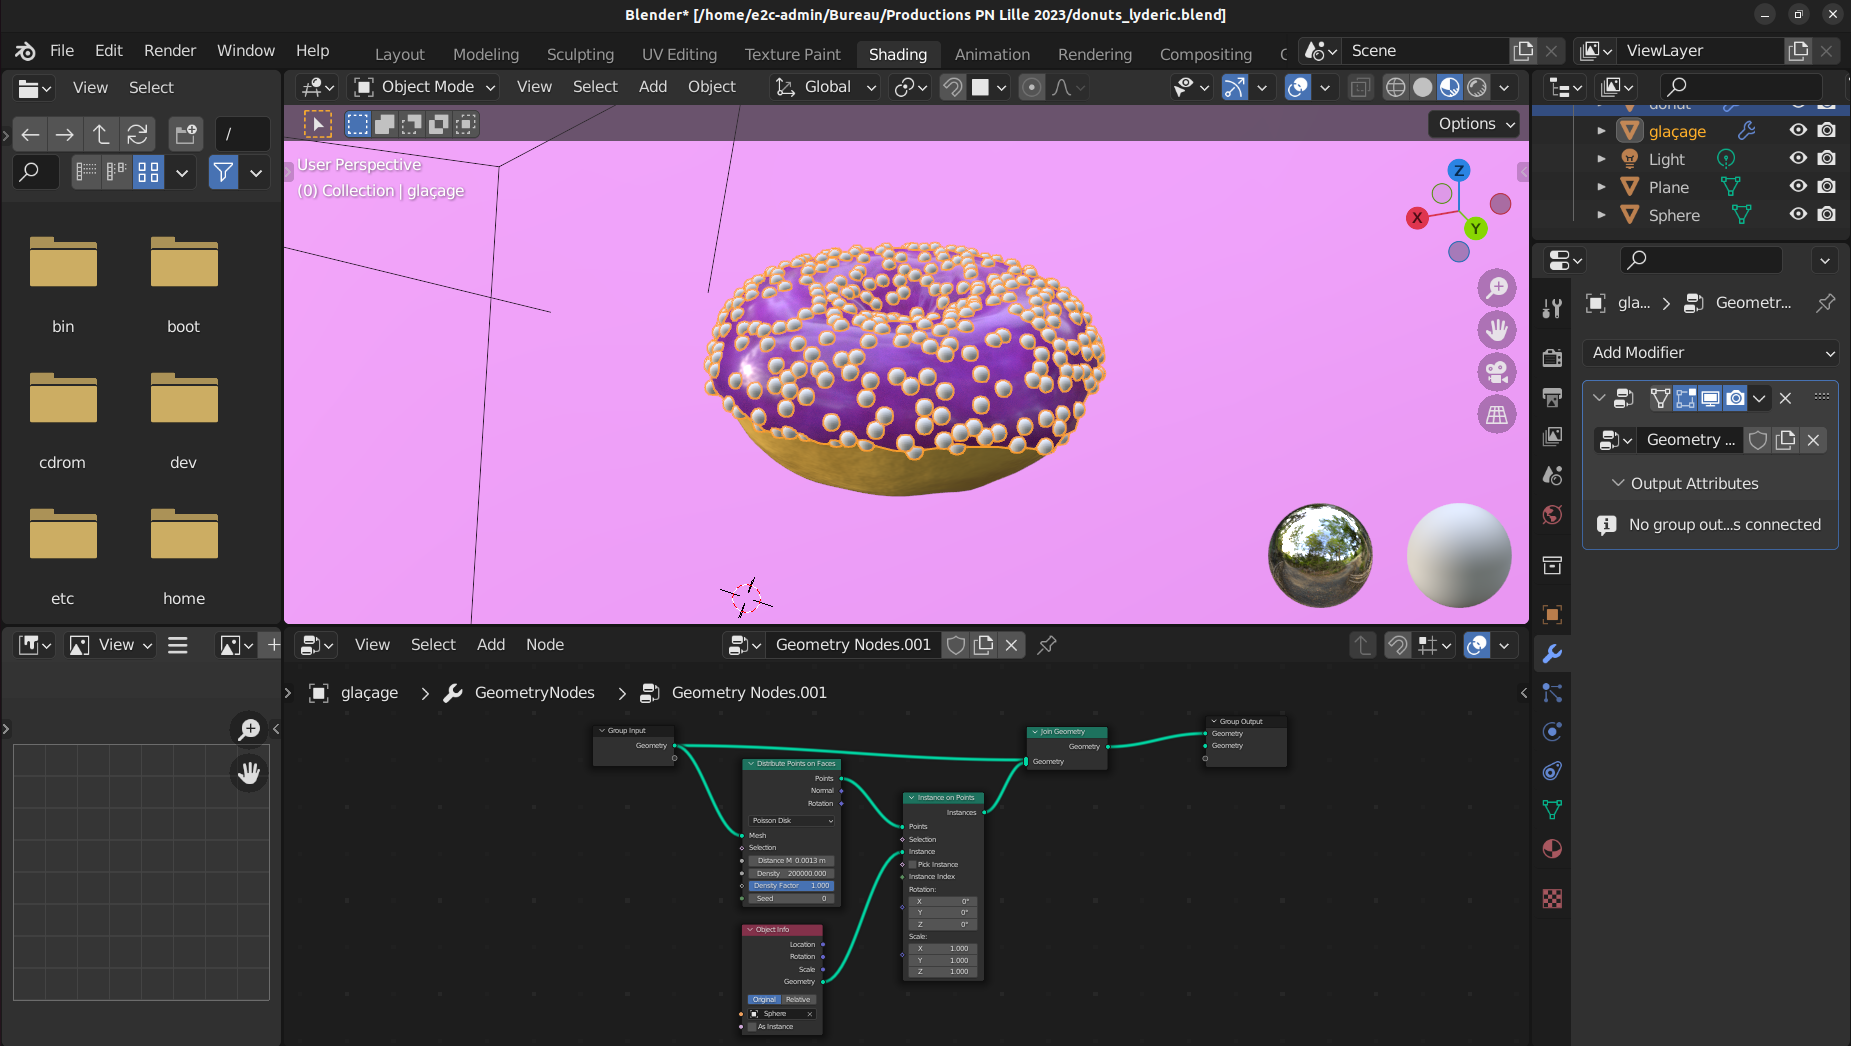 Blender* [/home/e2c-admin/Bureau/Productions PN Lille 2023/donuts_lyderic.blend]
File Edit Render Window Help
Layout Modeling Sculpting UV Editing Texture Paint Shading Animation Rendering Compositing
Scene
ViewLayer
View Select
Object Mode View Select Add Object Global
/
Options
User Perspective
(0) Collection | glaçage
Z
X
Y
bin boot
cdrom dev
etc home
donut
glaçage
Light
Plane
Sphere
gla... > Geometr...
Add Modifier
Geometry ...
Output Attributes
No group out...s connected
View
View Select Add Node
Geometry Nodes.001
glaçage > GeometryNodes > Geometry Nodes.001
Group Input
Geometry
Distribute Points on Faces
Points
Normal
Rotation
Poisson Disk
Mesh
Selection
Distance M 0.0013 m
Density 200000.000
Density Factor 1.000
Seed 0
Object Info
Location
Rotation
Scale
Geometry
Original Relative
Sphere
As Instance
Instance on Points
Instances
Points
Selection
Instance
Pick Instance
Instance Index
Rotation:
X 0°
Y 0°
Z 0°
Scale:
X 1.000
Y 1.000
Z 1.000
Join Geometry
Geometry
Geometry
Group Output
Geometry
Geometry